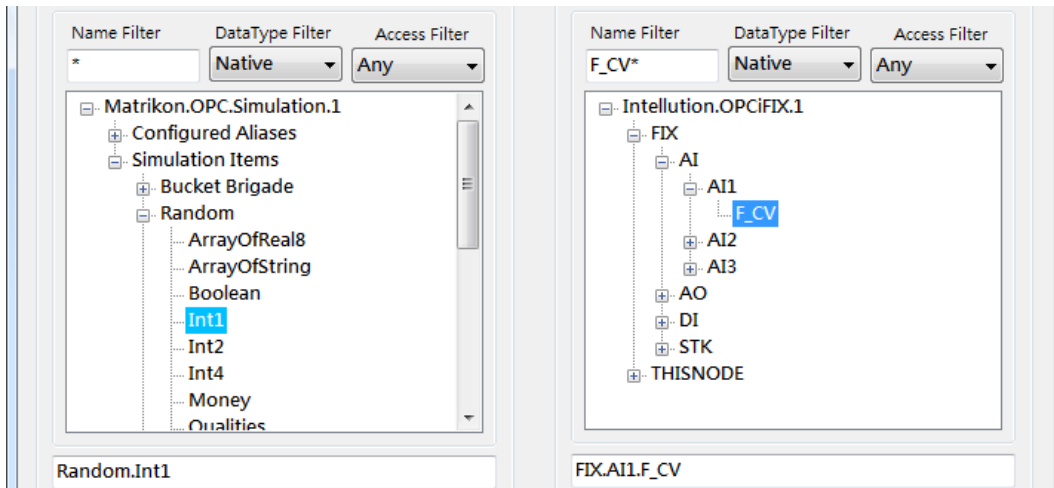 Name Filter DataType Filter Access Filter
* Native Any
Matrikon.OPC.Simulation.1
Configured Aliases
Simulation Items
Bucket Brigade
Random
ArrayOfReal8
ArrayOfString
Boolean
Int1
Int2
Int4
Money
Qualities
Random.Int1
Name Filter DataType Filter Access Filter
F_CV* Native Any
Intellution.OPCiFIX.1
FIX
AI
AI1
F_CV
AI2
AI3
AO
DI
STK
THISNODE
FIX.AI1.F_CV